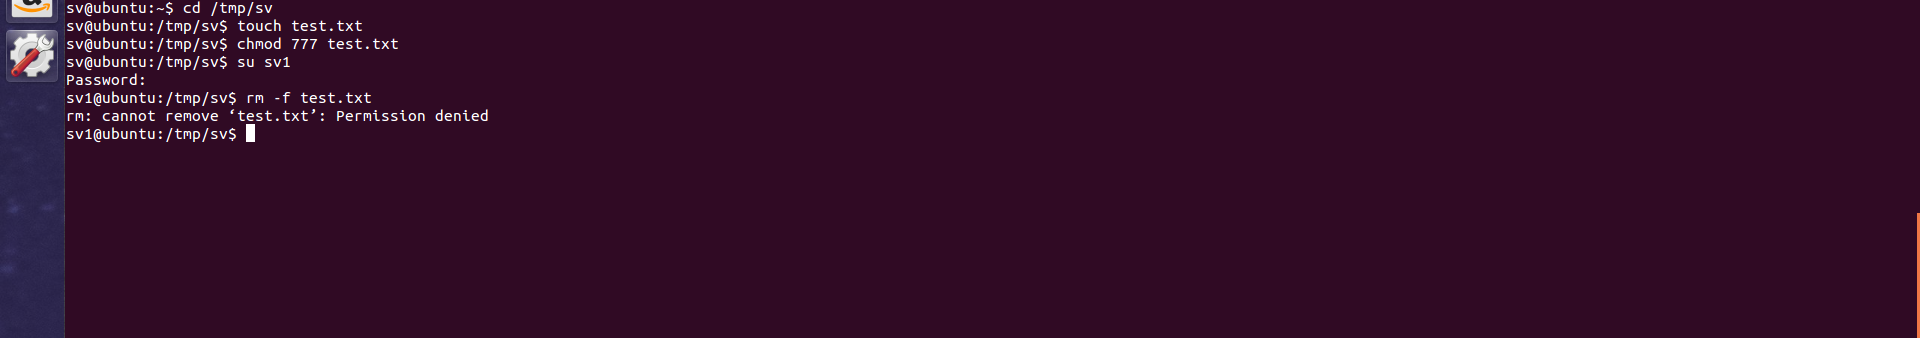 sv@ubuntu:~$ cd /tmp/sv
sv@ubuntu:/tmp/sv$ touch test.txt
sv@ubuntu:/tmp/sv$ chmod 777 test.txt
sv@ubuntu:/tmp/sv$ su sv1
Password:
sv1@ubuntu:/tmp/sv$ rm -f test.txt
rm: cannot remove ‘test.txt’: Permission denied
sv1@ubuntu:/tmp/sv$